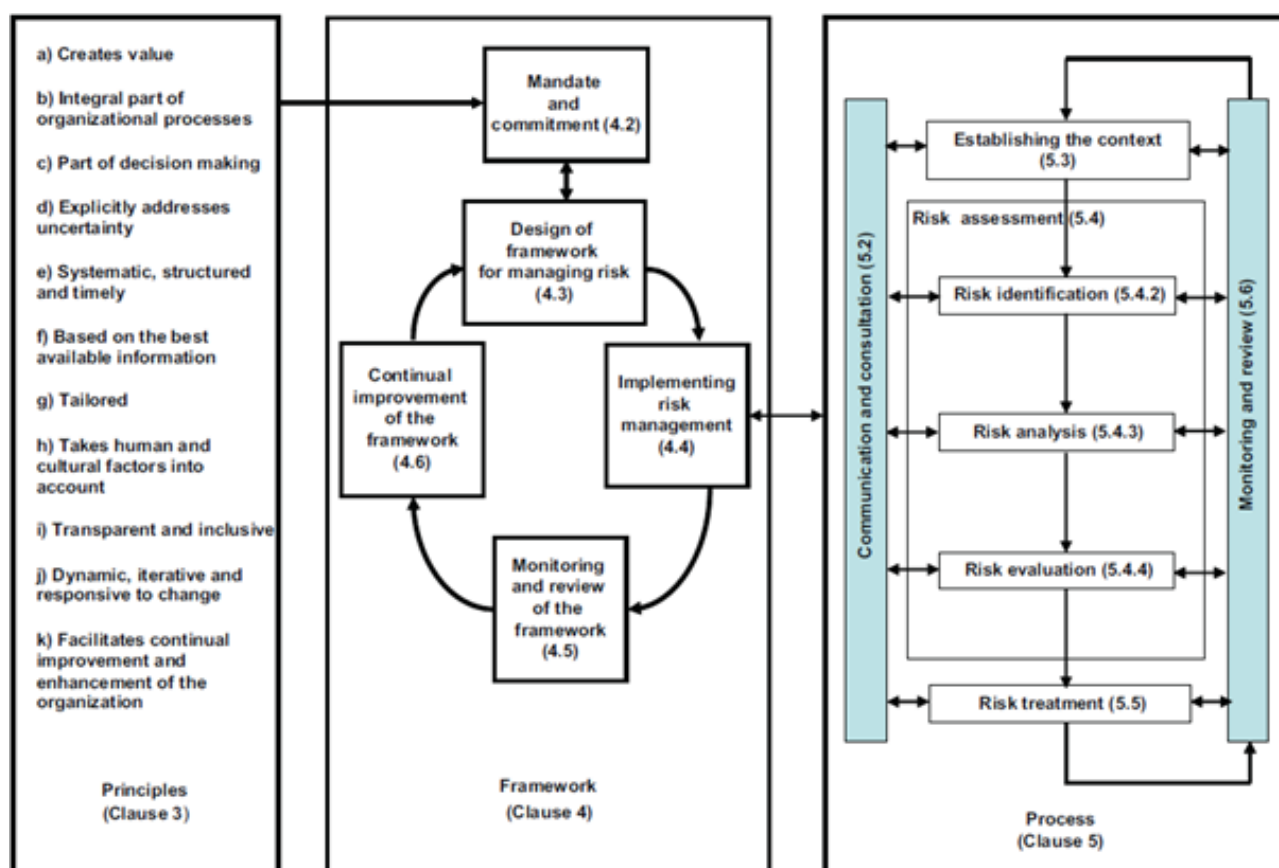 a) Creates value
b) Integral part of
organizational processes
c) Part of decision making
d) Explicitly addresses
uncertainty
e) Systematic, structured
and timely
f) Based on the best
available information
g) Tailored
h) Takes human and
cultural factors into
account
i) Transparent and inclusive
j) Dynamic, iterative and
responsive to change
k) Facilitates continual
improvement and
enhancement of the
organization
Principles
(Clause 3)
Mandate
and
commitment (4.2)
Design of
framework
for managing risk
(4.3)
Continual
improvement
of the
framework
(4.6)
Implementing
risk
management
(4.4)
Monitoring
and review
of the
framework
(4.5)
Framework
(Clause 4)
Communication and consultation (5.2)
Establishing the context
(5.3)
Risk assessment (5.4)
Risk identification (5.4.2)
Risk analysis (5.4.3)
Risk evaluation (5.4.4)
Risk treatment (5.5)
Monitoring and review (5.6)
Process
(Clause 5)